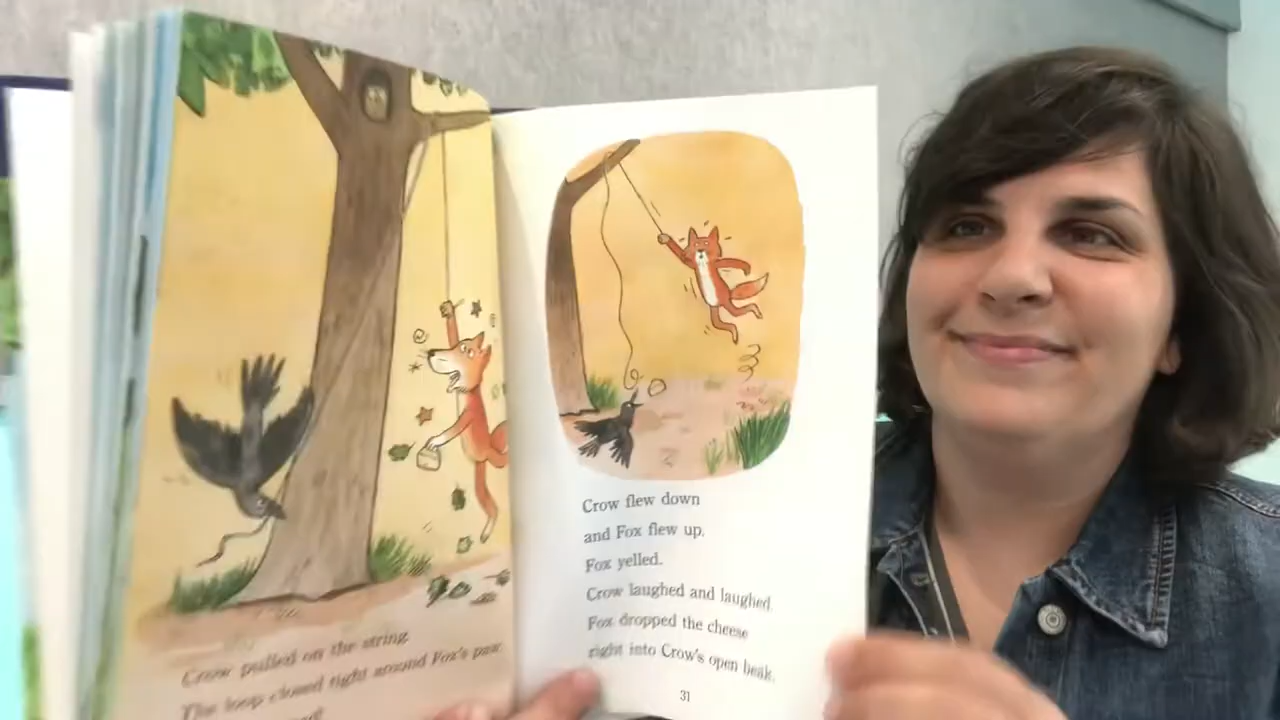 Crow pulled on the string.
The loop closed tight around Fox's paw.
Crow flew down
and Fox flew up.
Fox yelled.
Crow laughed and laughed.
Fox dropped the cheese
right into Crow's open beak.
31